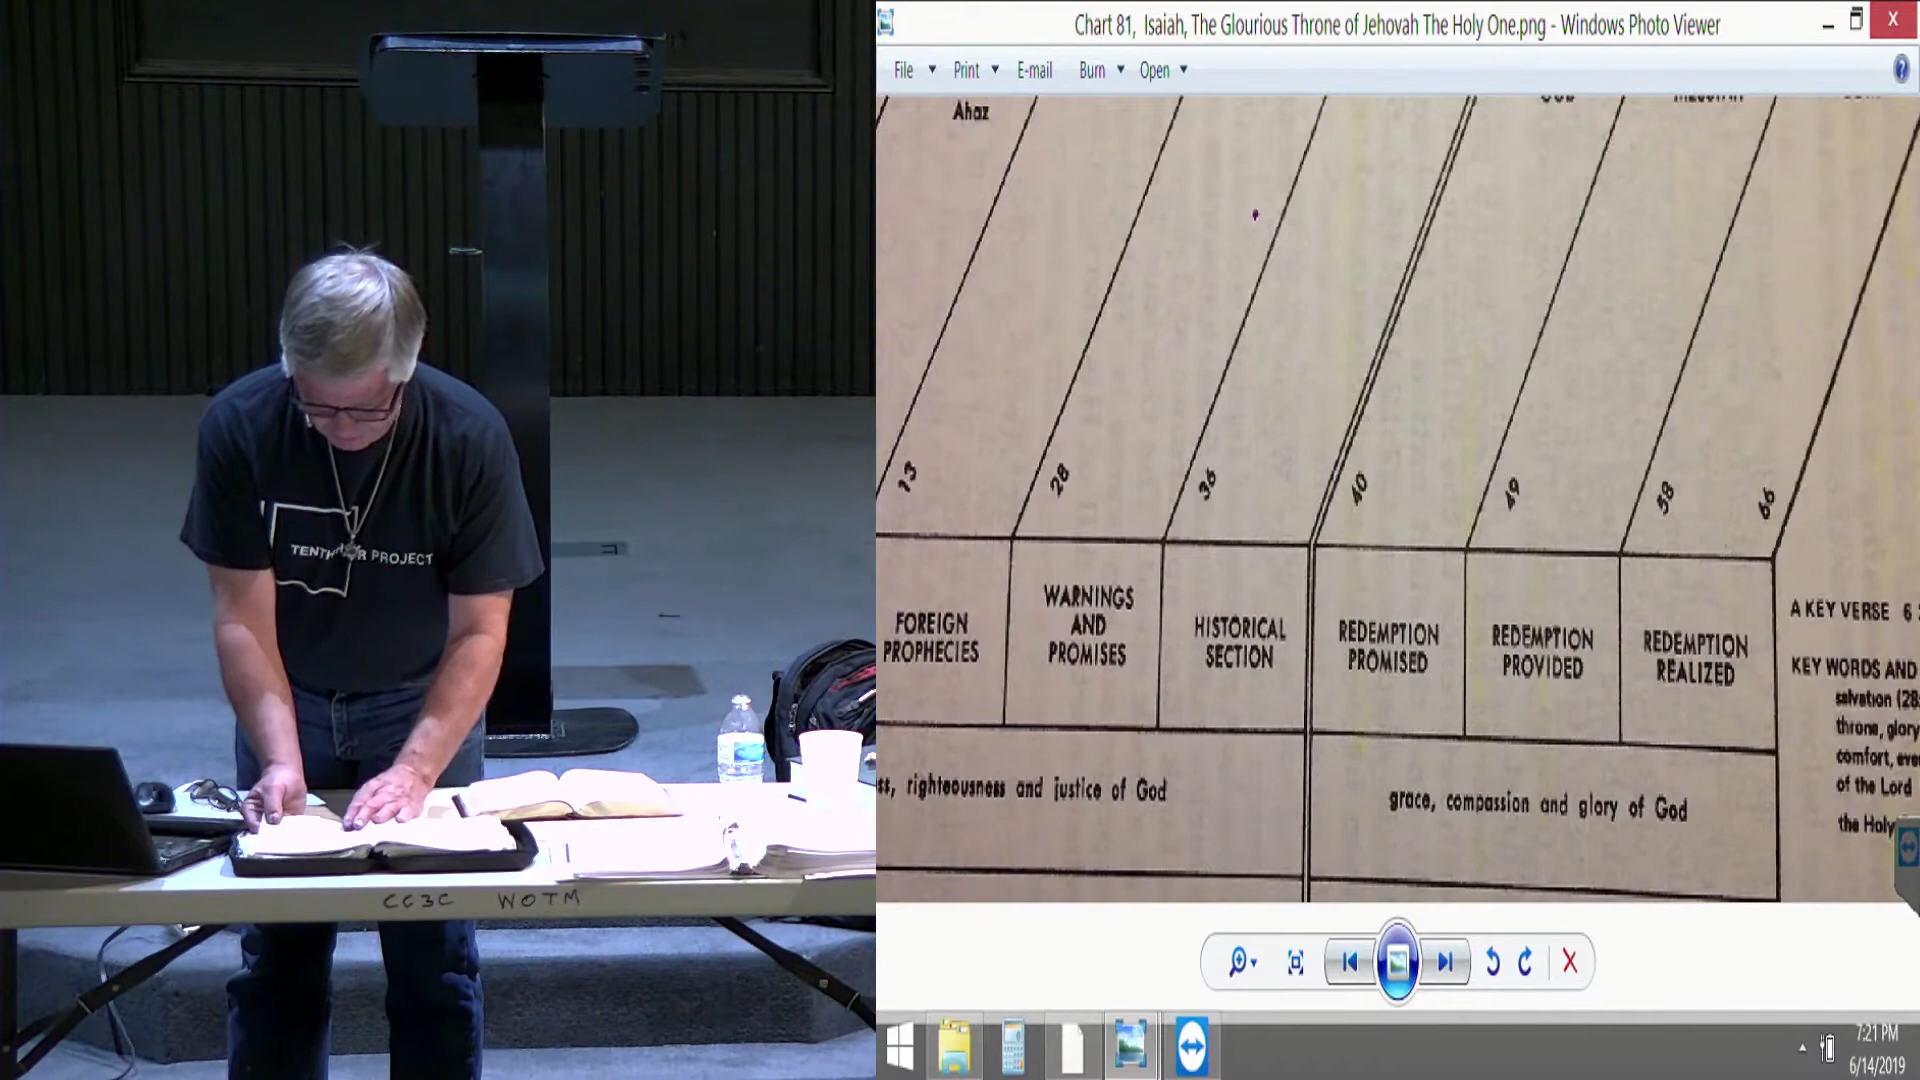 TENTH
R PROJECT
CC3C WOTM
Chart 81, Isaiah, The Glourious Throne of Jehovah The Holy One.png - Windows Photo Viewer
File Print E-mail Burn Open
Ahaz
13 28 36 40 49 58 66
FOREIGN
PROPHECIES
WARNINGS
AND
PROMISES
HISTORICAL
SECTION
REDEMPTION
PROMISED
REDEMPTION
PROVIDED
REDEMPTION
REALIZED
A KEY VERSE 6
KEY WORDS AND
salvation (28
throne, glory
comfort, eve
of the Lord
the Holy
ss, righteousness and justice of God
grace, compassion and glory of God
7:21 PM
6/14/2019